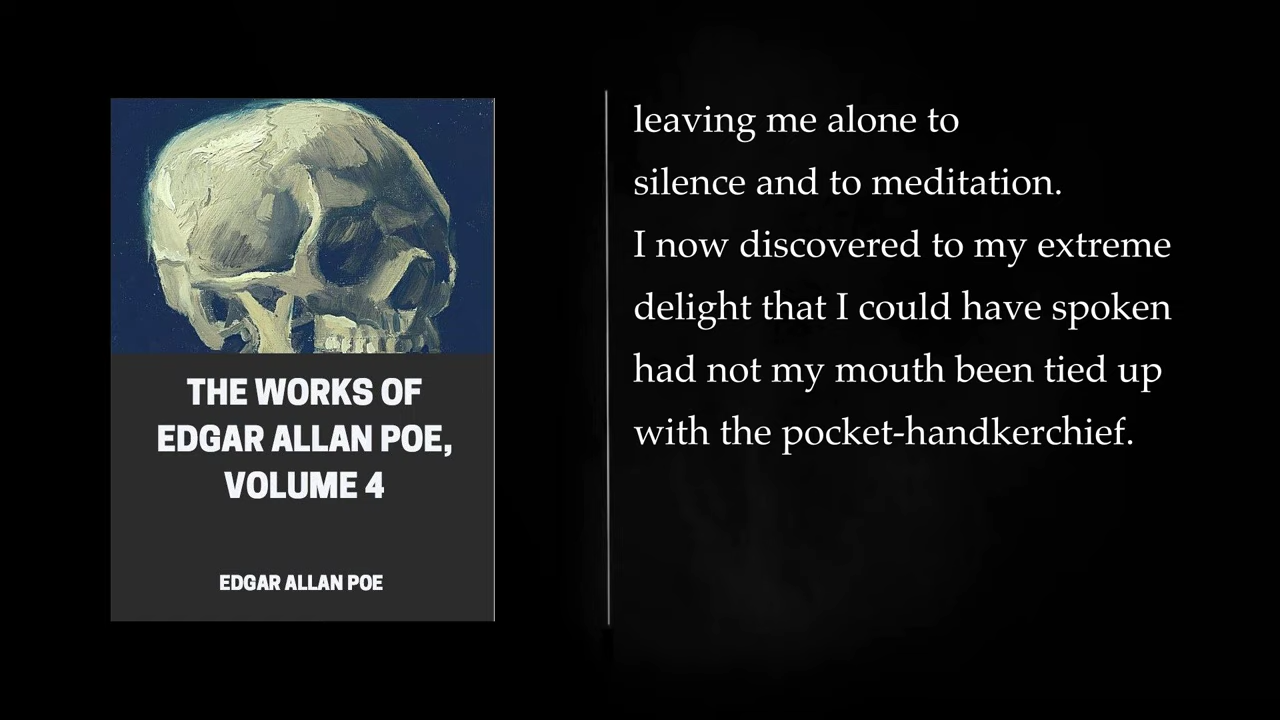 THE WORKS OF
EDGAR ALLAN POE,
VOLUME 4
EDGAR ALLAN POE
leaving me alone to
silence and to meditation.
I now discovered to my extreme
delight that I could have spoken
had not my mouth been tied up
with the pocket-handkerchief.